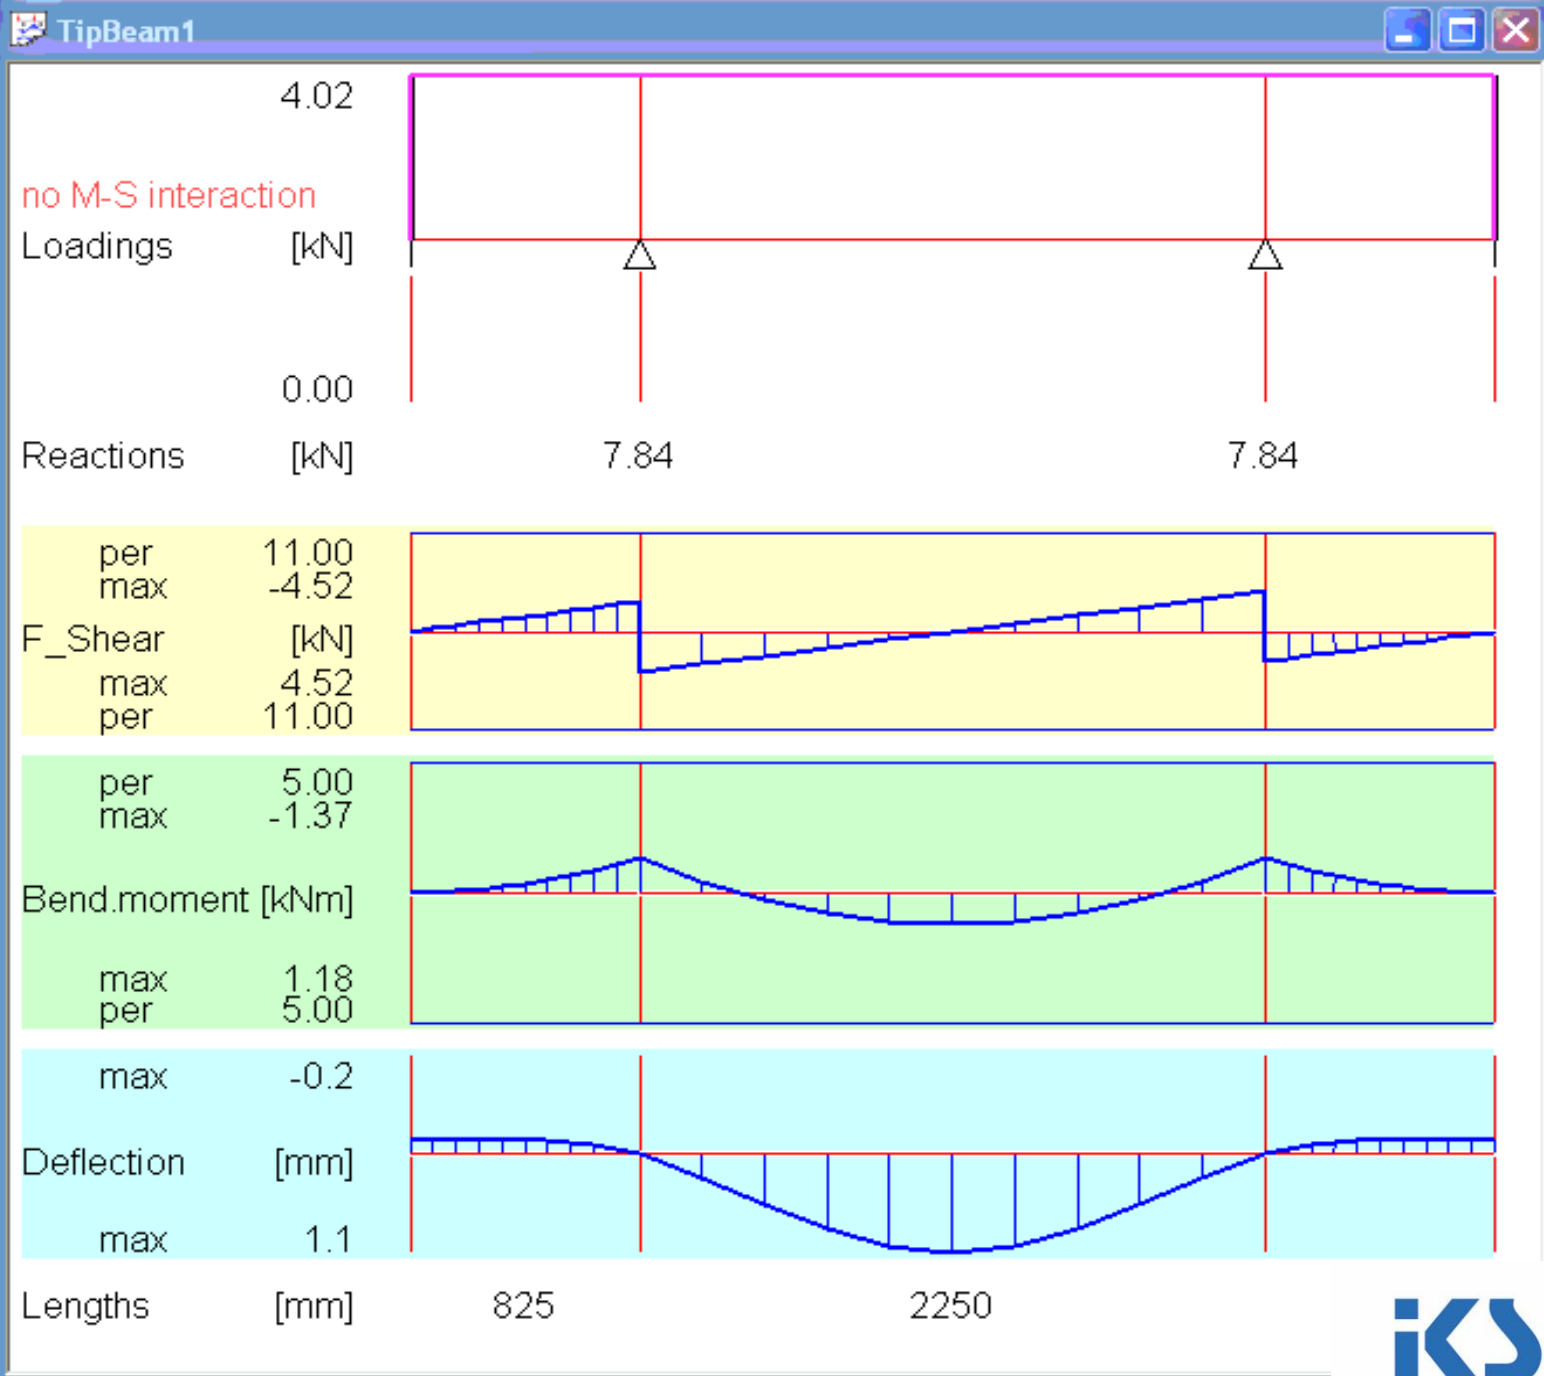 TipBeam1
4.02
no M-S interaction
Loadings [kN]
0.00
Reactions [kN] 7.84 7.84
per 11.00
max -4.52
F_Shear [kN]
max 4.52
per 11.00
per 5.00
max -1.37
Bend.moment [kNm]
max 1.18
per 5.00
max -0.2
Deflection [mm]
max 1.1
Lengths [mm] 825 2250
iKS